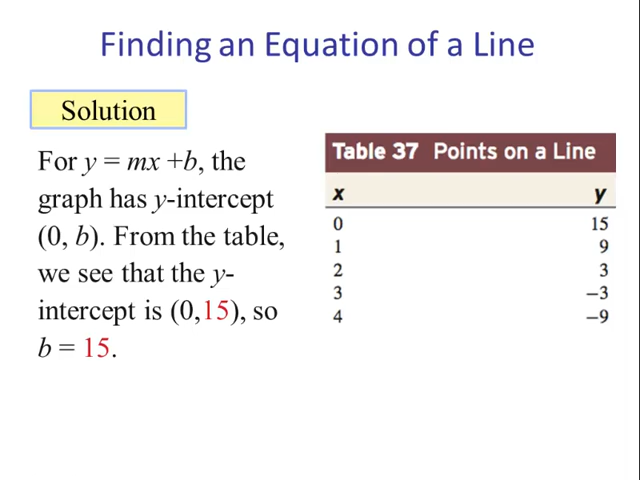 Finding an Equation of a Line
Solution
For y = mx +b, the
graph has y-intercept
(0, b). From the table,
we see that the y-
intercept is (0,15), so
b = 15.
Table 37 Points on a Line
x y
0 15
1 9
2 3
3 −3
4 −9